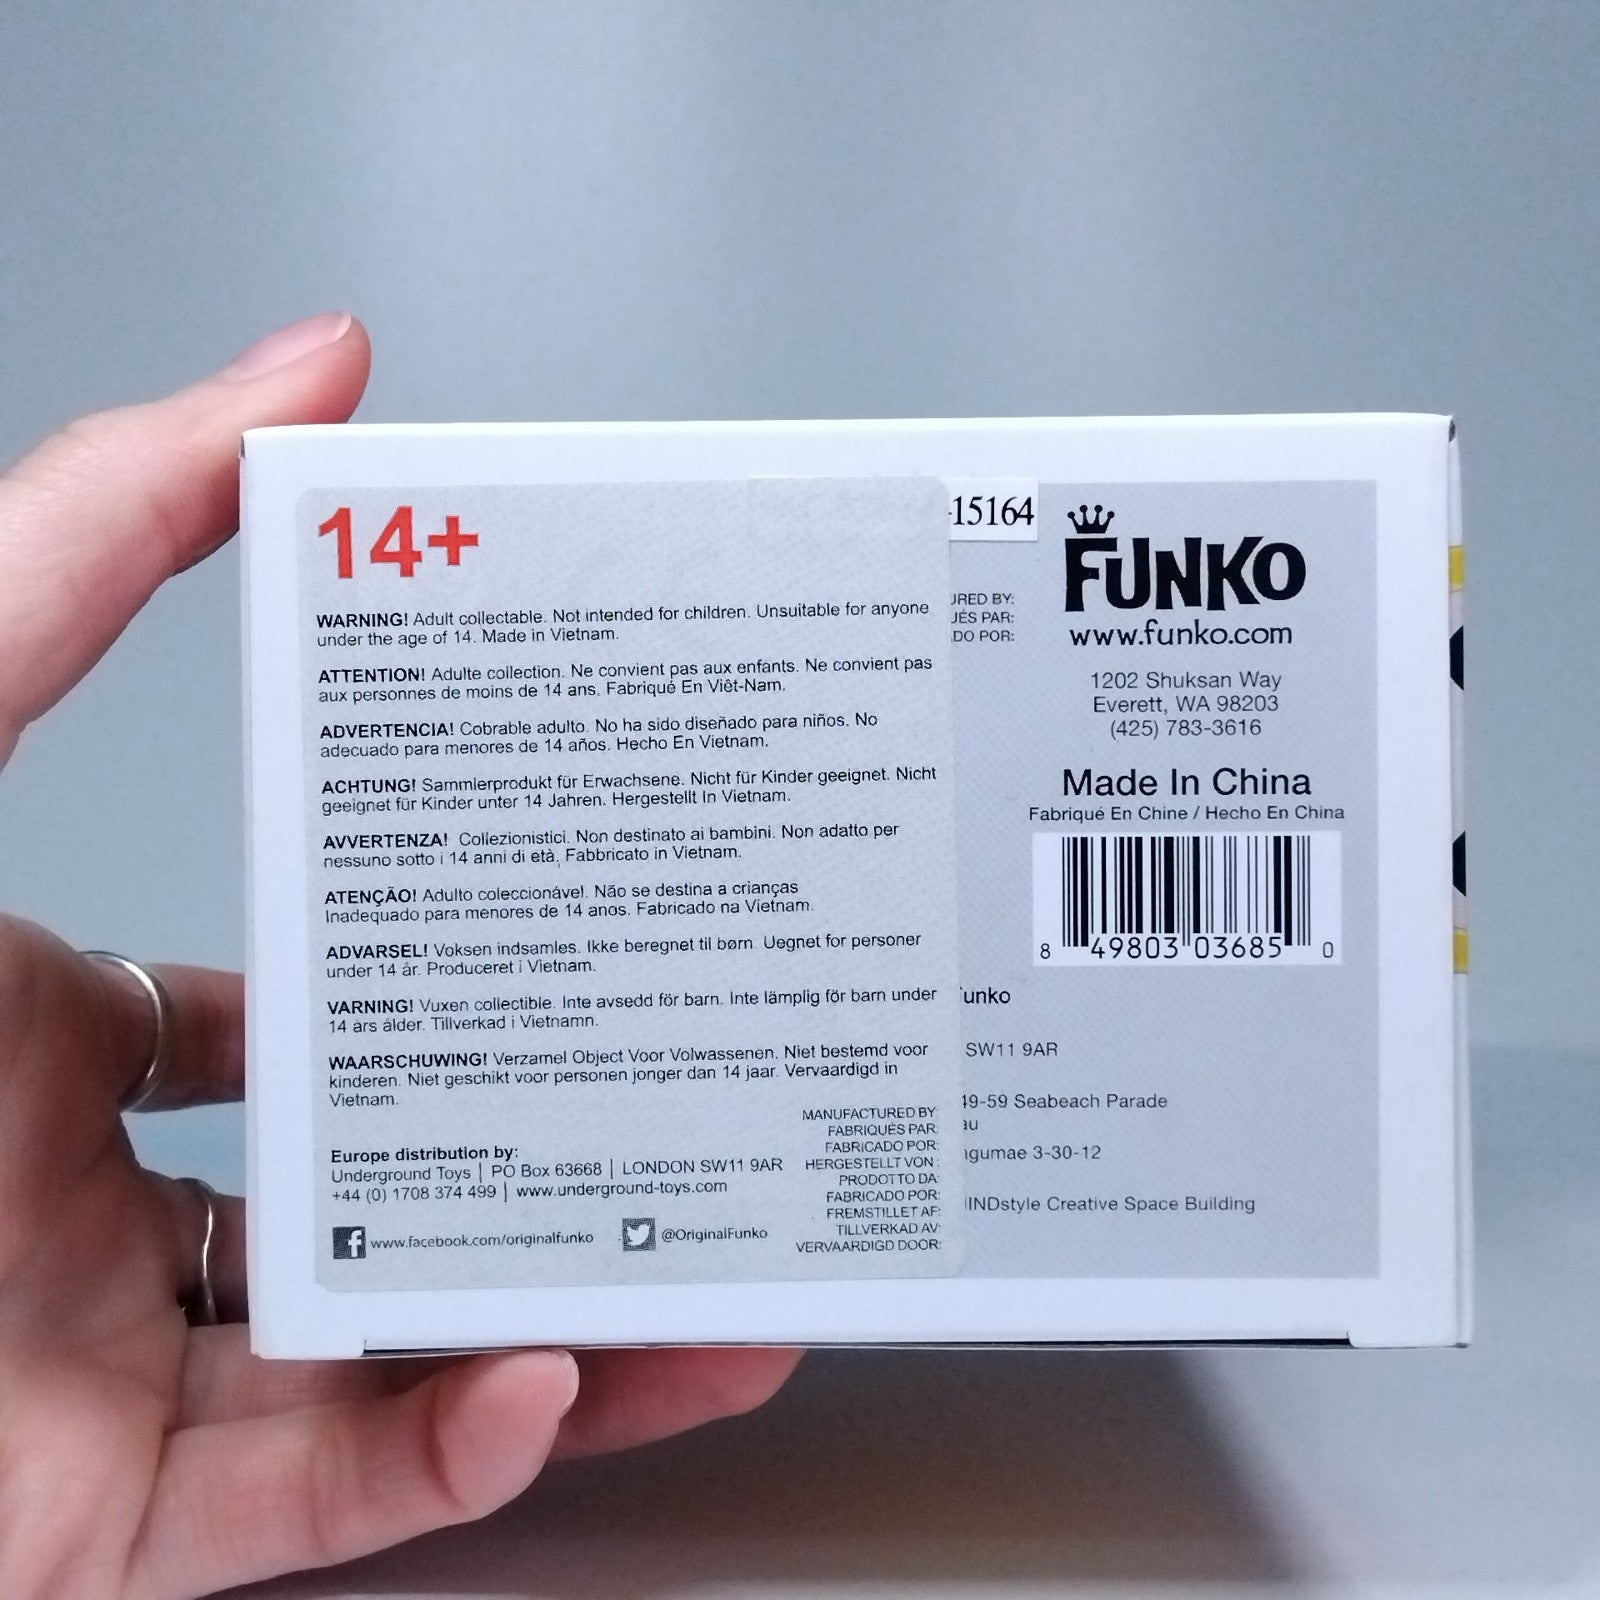 14+
WARNING! Adult collectable. Not intended for children. Unsuitable for anyone
under the age of 14. Made in Vietnam.
ATTENTION! Adulte collection. Ne convient pas aux enfants. Ne convient pas
aux personnes de moins de 14 ans. Fabriqué En Viêt-Nam.
ADVERTENCIA! Cobrable adulto. No ha sido diseñado para niños. No
adecuado para menores de 14 años. Hecho En Vietnam.
ACHTUNG! Sammlerprodukt für Erwachsene. Nicht für Kinder geeignet. Nicht
geeignet für Kinder unter 14 Jahren. Hergestellt In Vietnam.
AVVERTENZA! Collezionistici. Non destinato ai bambini. Non adatto per
nessuno sotto i 14 anni di età, Fabbricato in Vietnam.
ATENÇÃO! Adulto coleccionável. Não se destina a crianças
Inadequado para menores de 14 anos. Fabricado na Vietnam.
ADVARSEL! Voksen indsamles. Ikke beregnet til børn. Uegnet for personer
under 14 år. Produceret i Vietnam.
VARNING! Vuxen collectible. Inte avsedd för barn. Inte lämplig för barn under
14 års ålder. Tillverkad i Vietnamn.
WAARSCHUWING! Verzamel Object Voor Volwassenen. Niet bestemd voor
kinderen. Niet geschikt voor personen jonger dan 14 jaar. Vervaardigd in
Vietnam.
Europe distribution by:
Underground Toys | PO Box 63668 | LONDON SW11 9AR
+44 (0) 1708 374 499 | www.underground-toys.com
www.facebook.com/originalfunko @OriginalFunko
MANUFACTURED BY:
FABRIQUÉS PAR:
FABRICADO POR:
HERGESTELLT VON:
PRODOTTO DA:
FABRICADO POR:
FREMSTILLET AF:
TILLVERKAD AV:
VERVAARDIGD DOOR:
-15164
URED BY:
UÉS PAR:
DO POR:
FUNKO
www.funko.com
1202 Shuksan Way
Everett, WA 98203
(425) 783-3616
Made In China
Fabriqué En Chine / Hecho En China
8 49803 03685 0
unko
SW11 9AR
49-59 Seabeach Parade
au
gumae 3-30-12
INDstyle Creative Space Building